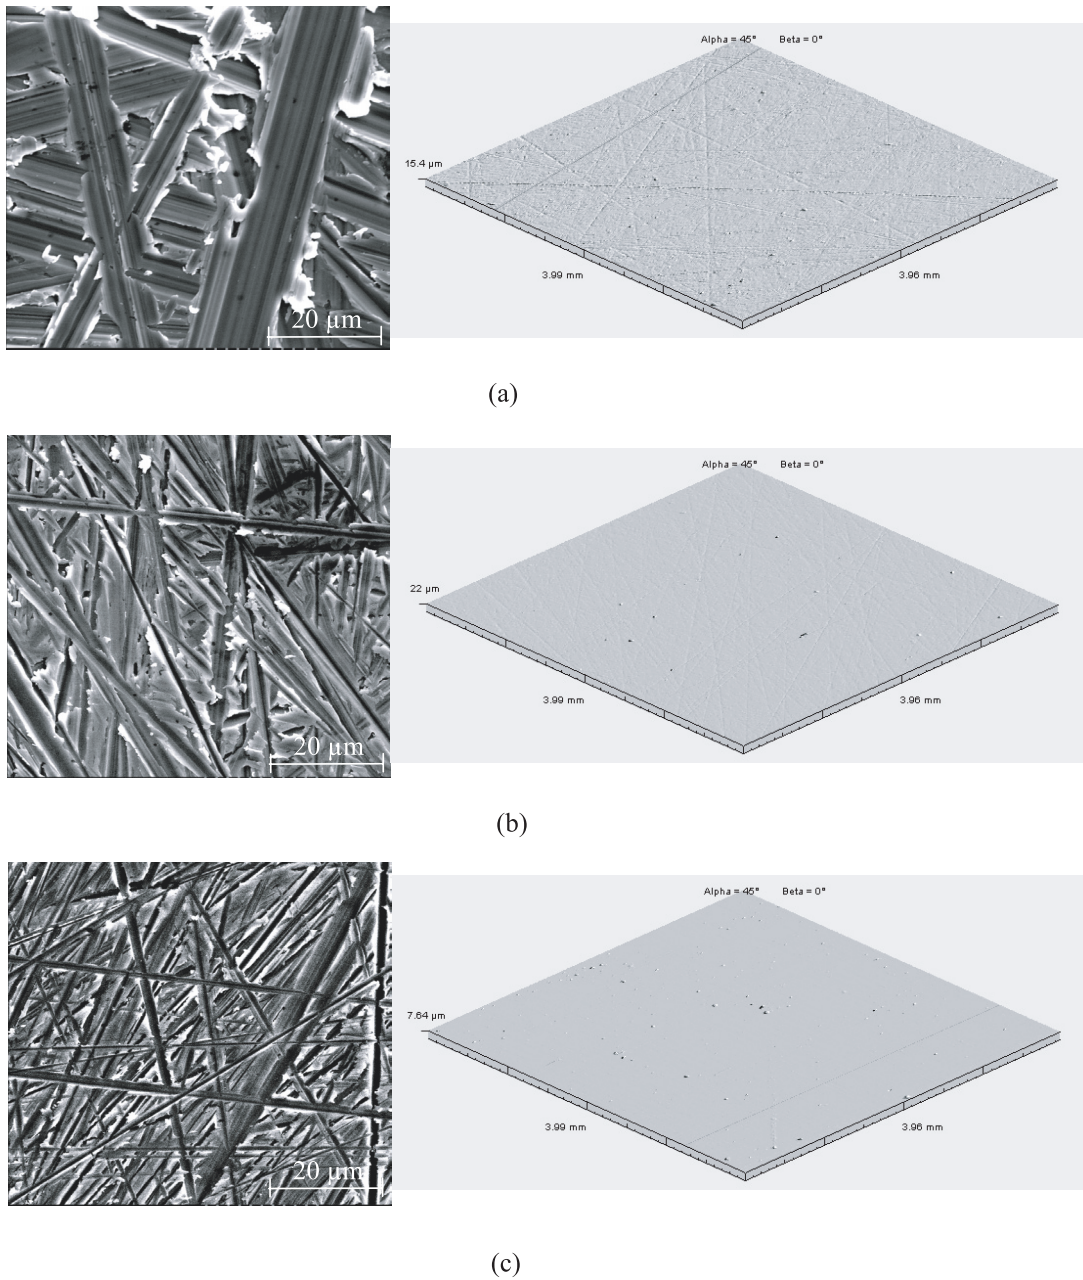 Alpha = 45° Beta = 0°
15.4 µm
20 µm
3.99 mm 3.96 mm
(a)
Alpha = 45° Beta = 0°
22 µm
3.99 mm 3.96 mm
20 µm
(b)
Alpha = 45° Beta = 0°
7.64 µm
3.99 mm 3.96 mm
20 µm
(c)